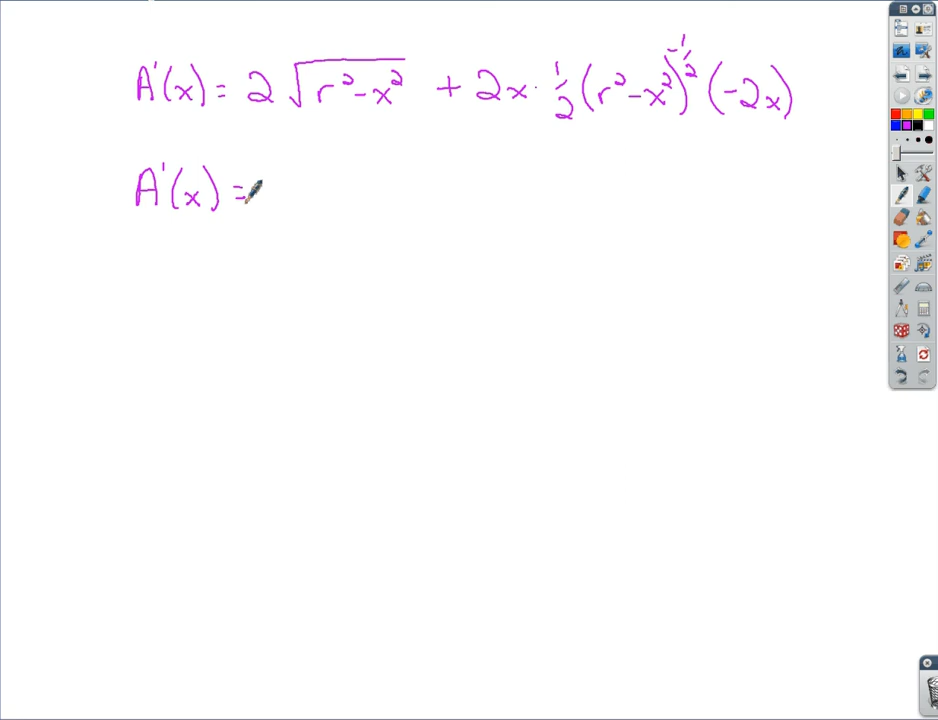 A'(x) = 2√(r²-x²) + 2x · ½(r²-x²)^(-½) (-2x)
A'(x) =